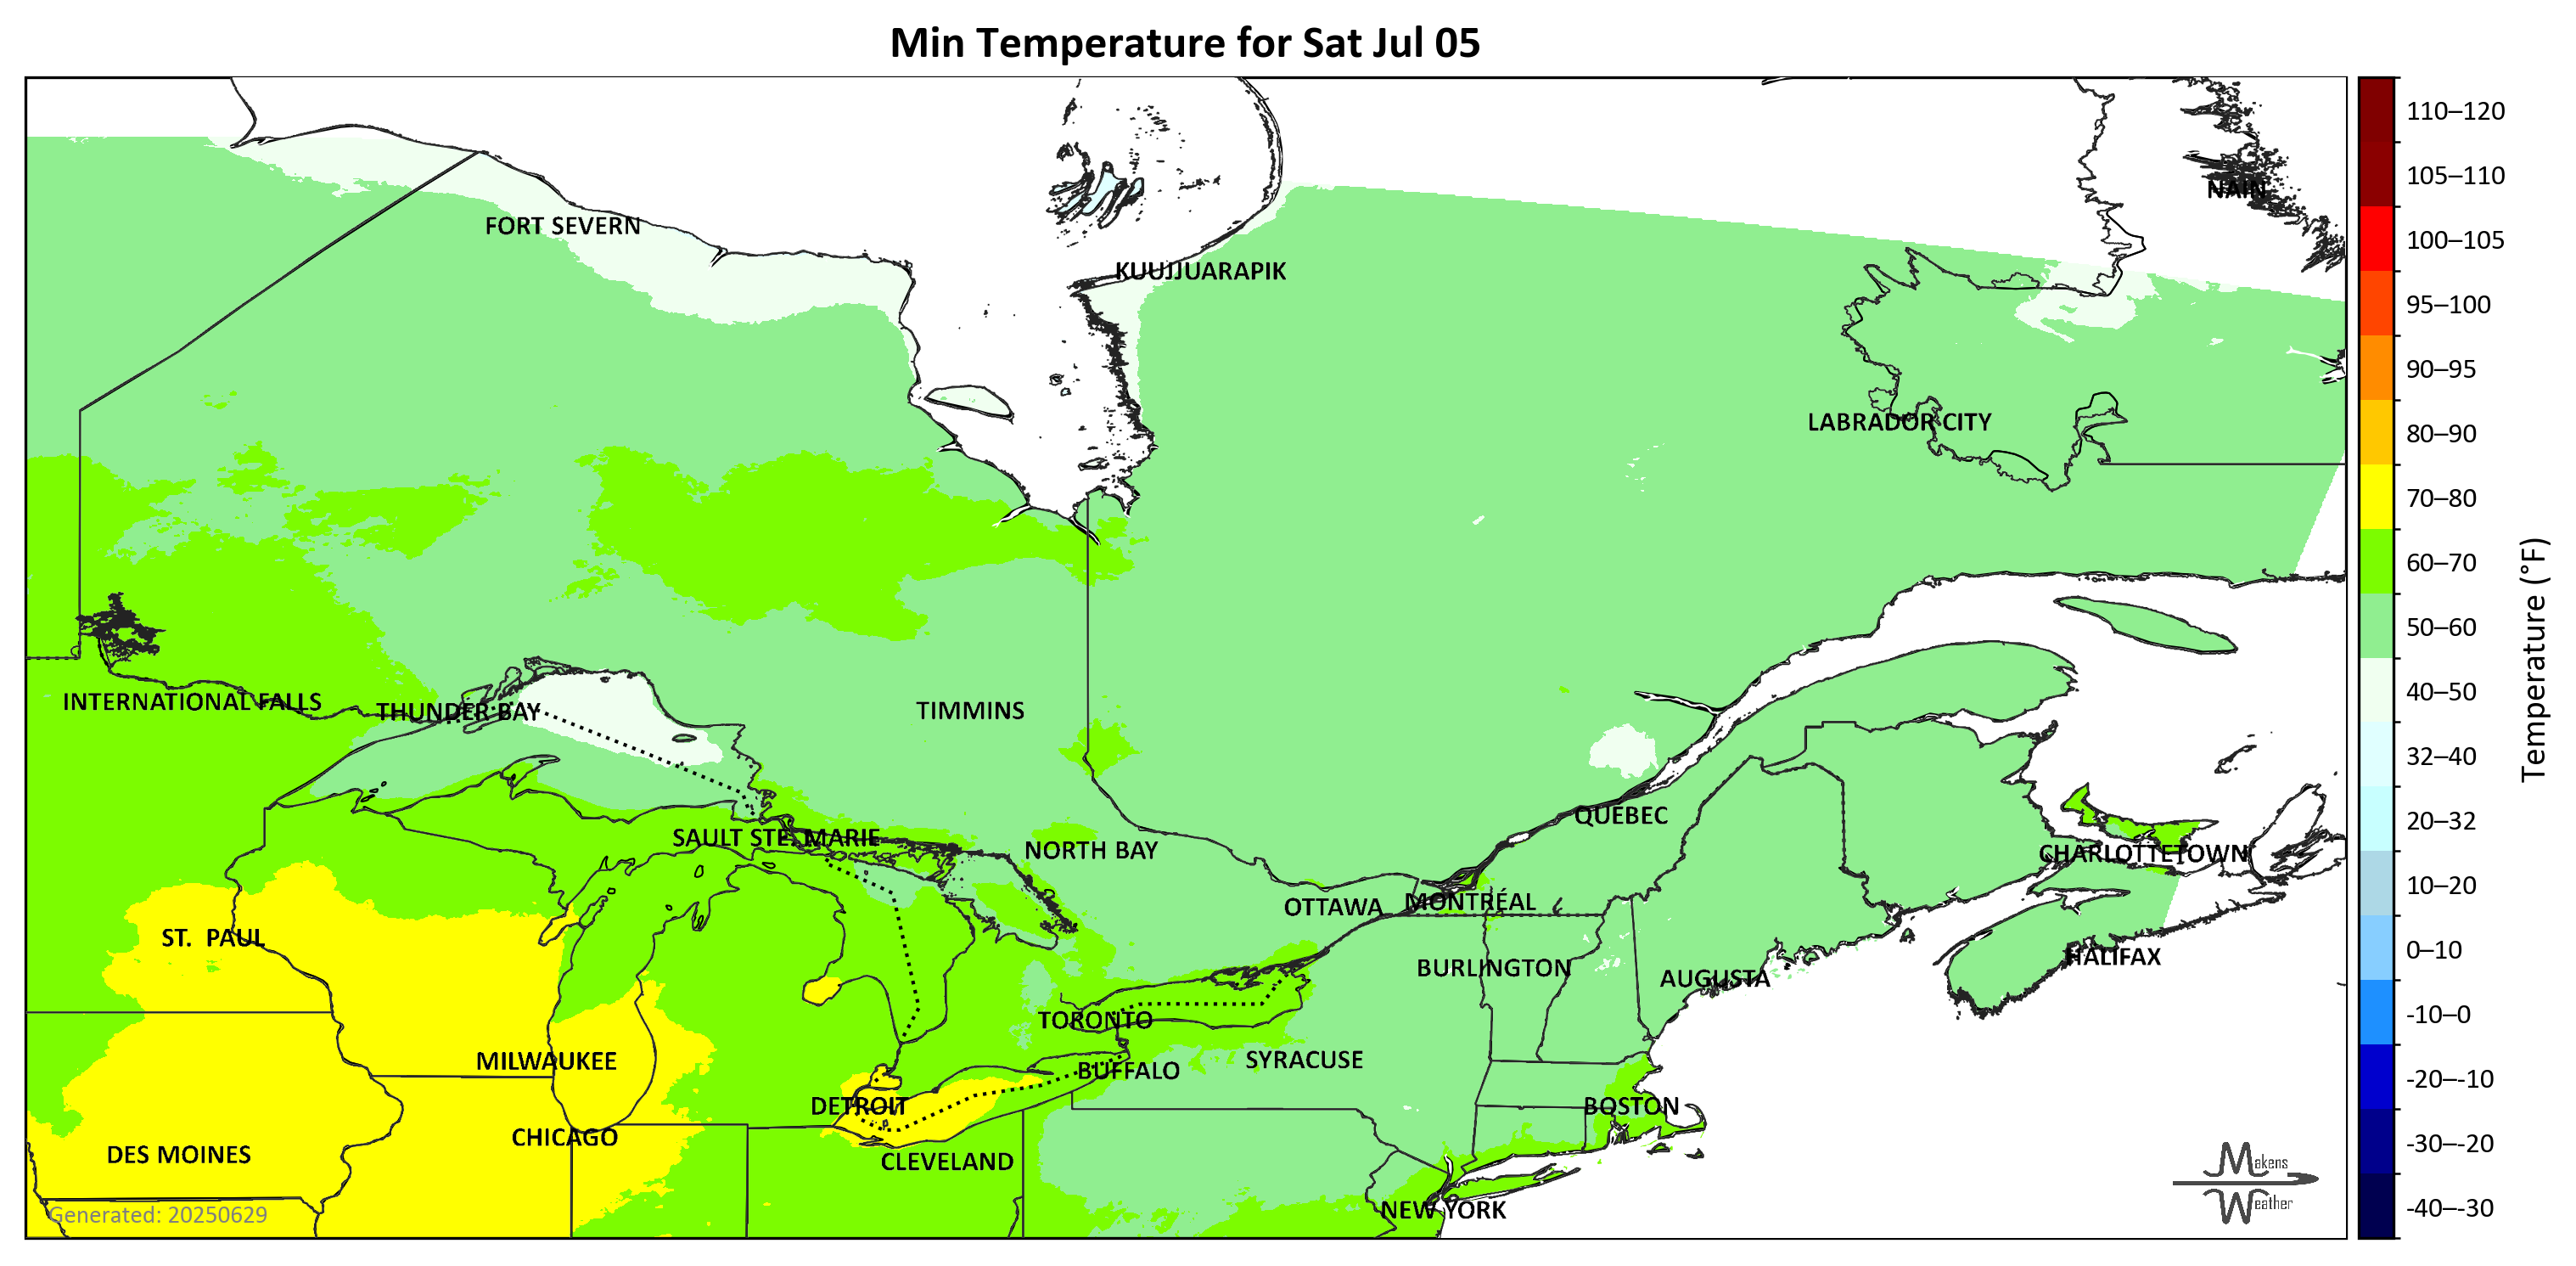 Min Temperature for Sat Jul 05
NAIN
FORT SEVERN
KUUJJUARAPIK
LABRADOR CITY
INTERNATIONAL FALLS
THUNDER BAY
TIMMINS
QUÉBEC
SAULT STE. MARIE
NORTH BAY
CHARLOTTETOWN
OTTAWA
MONTRÉAL
ST.  PAUL
BURLINGTON
AUGUSTA
HALIFAX
TORONTO
MILWAUKEE
BUFFALO
SYRACUSE
DETROIT
BOSTON
CHICAGO
DES MOINES
CLEVELAND
NEW YORK
Generated: 20250629
Makens
Weather
110–120
105–110
100–105
95–100
90–95
80–90
70–80
60–70
50–60
40–50
32–40
20–32
10–20
0–10
-10–0
-20–-10
-30–-20
-40–-30
Temperature (°F)